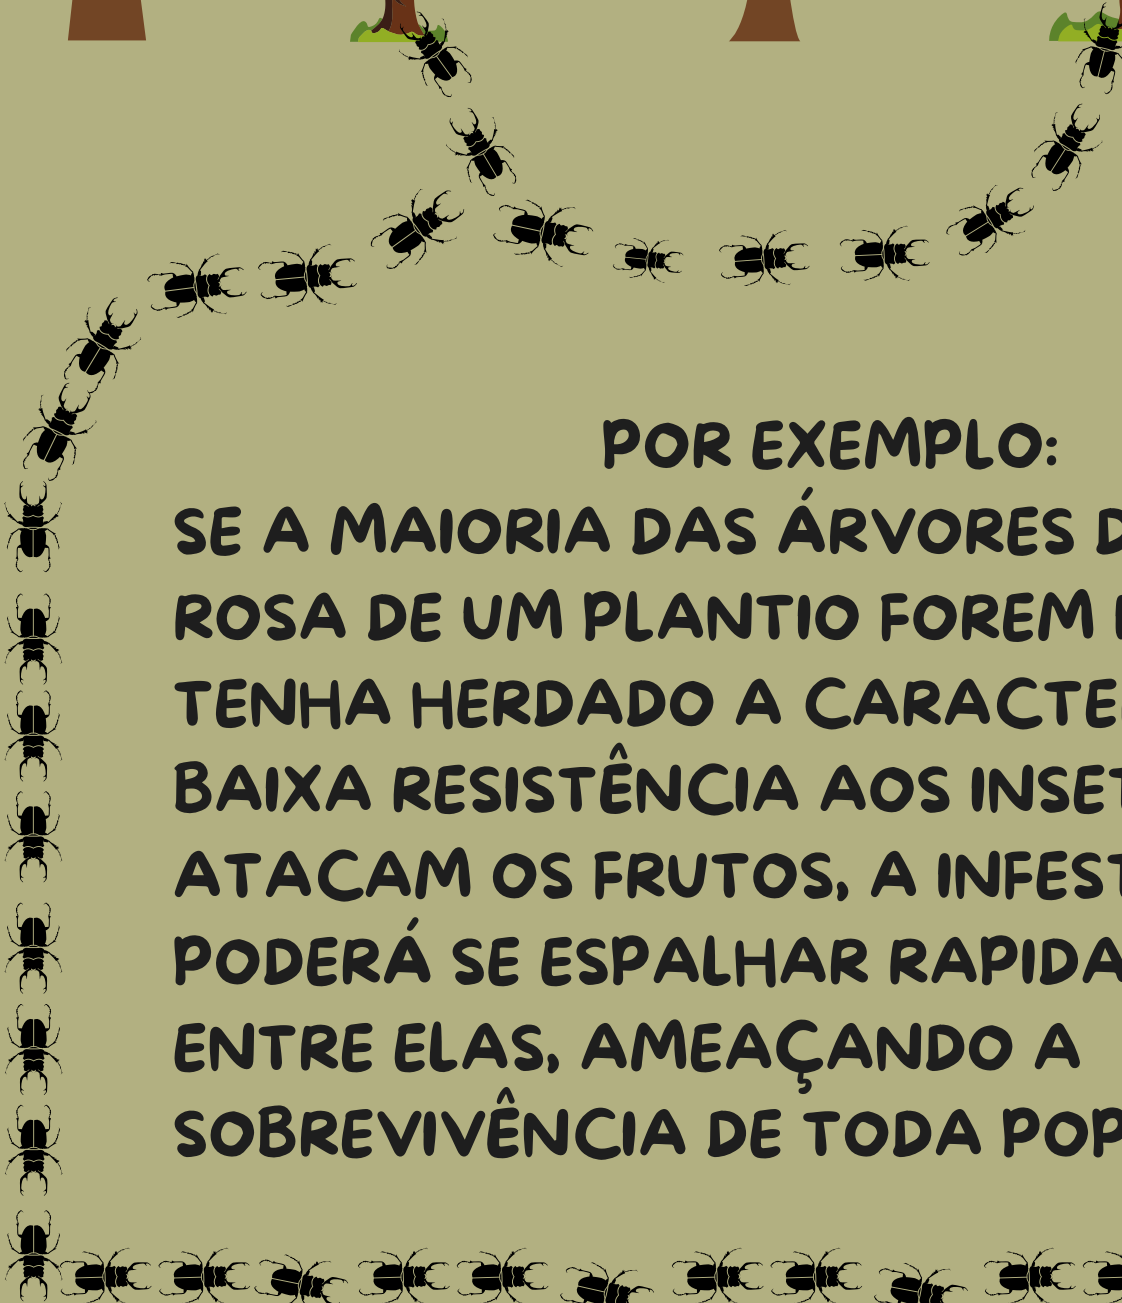 POR EXEMPLO:
SE A MAIORIA DAS ÁRVORES
ROSA DE UM PLANTIO FOREM
TENHA HERDADO A
BAIXA RESISTÊNCIA AOS
ATACAM OS FRUTOS, A
PODERÁ SE ESPALHAR
ENTRE ELAS, AMEAÇANDO A
SOBREVIVÊNCIA DE TODA